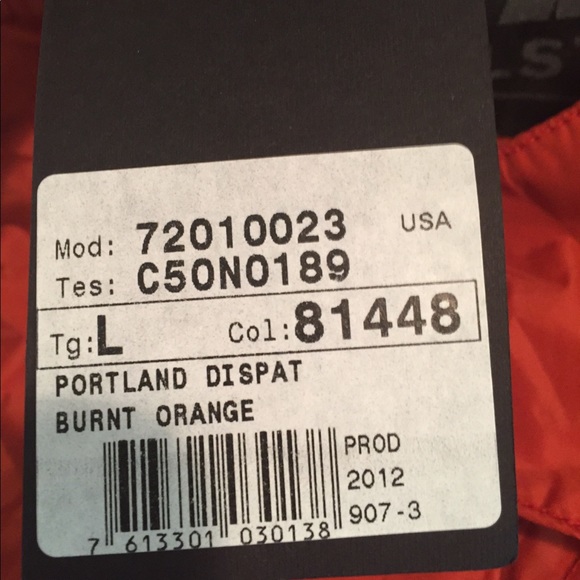 Mod: 72010023 USA
Tes: C50N0189
Tg:L Col:81448
PORTLAND DISPAT
BURNT ORANGE
PROD
2012
907-3
7 613301 030138